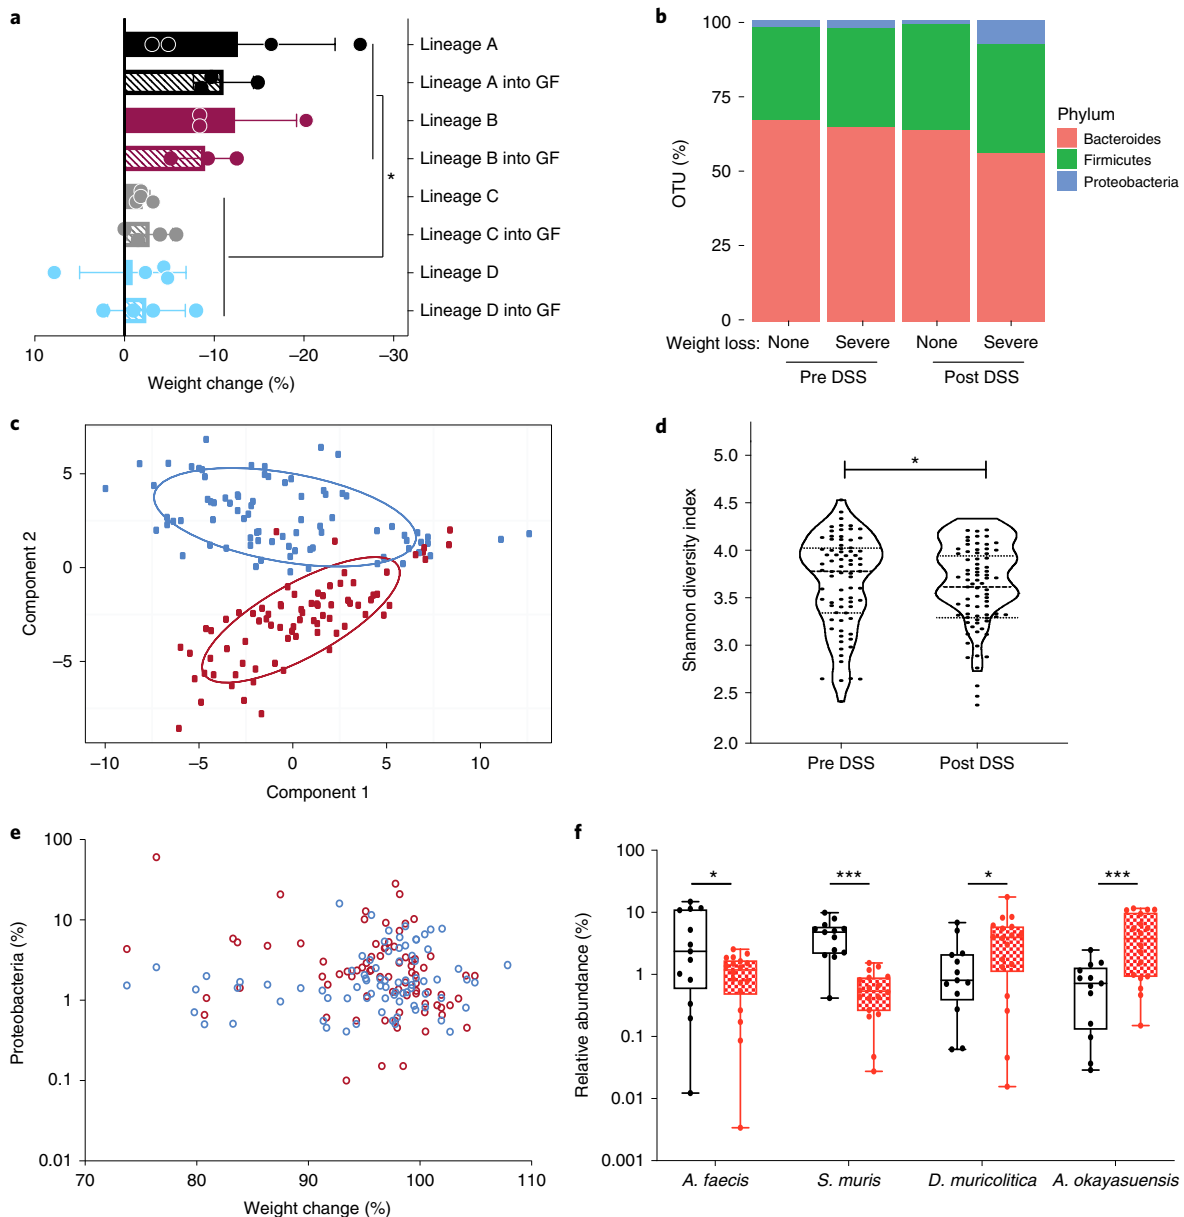 a
Lineage A
Lineage A into GF
Lineage B
Lineage B into GF
*
Lineage C
Lineage C into GF
Lineage D
Lineage D into GF
10 0 –10 –20 –30
Weight change (%)
b
100
75
50
25
0
OTU (%)
Phylum
Bacteroides
Firmicutes
Proteobacteria
Weight loss: None Severe None Severe
Pre DSS Post DSS
c
5
0
–5
Component 2
–10 –5 0 5 10
Component 1
d
*
5.0
4.5
4.0
3.5
3.0
2.5
2.0
Shannon diversity index
Pre DSS Post DSS
e
100
10
1
0.1
0.01
Proteobacteria (%)
70 80 90 100 110
Weight change (%)
f
* *** * ***
100
10
1
0.1
0.01
0.001
Relative abundance (%)
A. faecis S. muris D. muricolitica A. okayasuensis